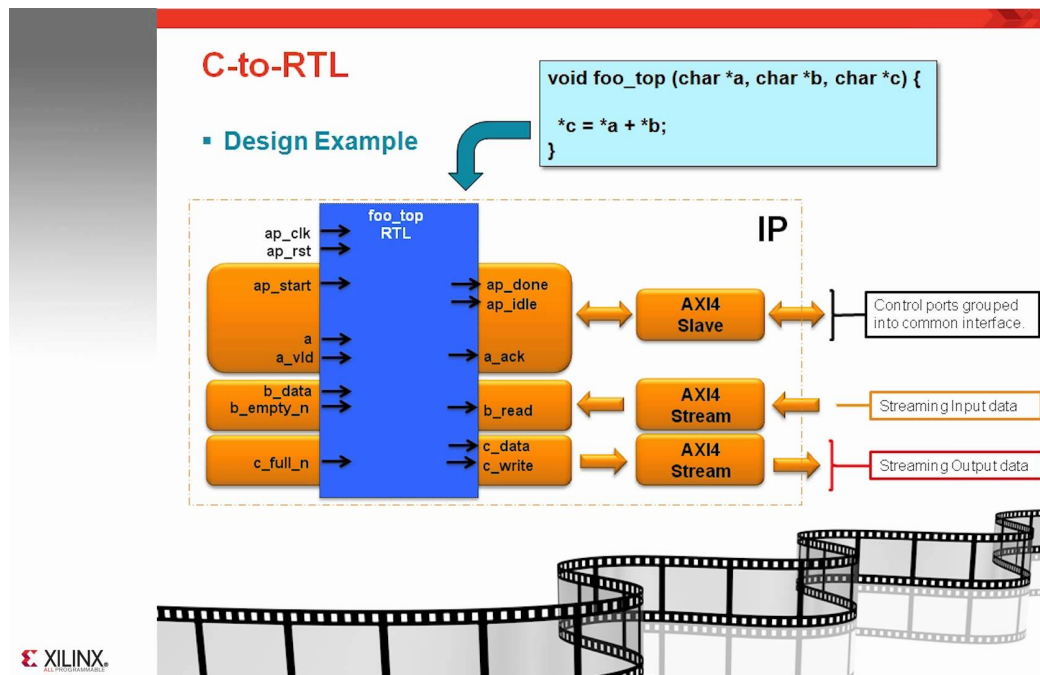 C-to-RTL
void foo_top (char *a, char *b, char *c) {
*c = *a + *b;
}
▪ Design Example
foo_top
RTL
IP
ap_clk
ap_rst
ap_start
ap_done
ap_idle
a
a_vld
a_ack
AXI4
Slave
Control ports grouped
into common interface.
b_data
b_empty_n
b_read
AXI4
Stream
Streaming Input data
c_full_n
c_data
c_write
AXI4
Stream
Streaming Output data
XILINX®
ALL PROGRAMMABLE